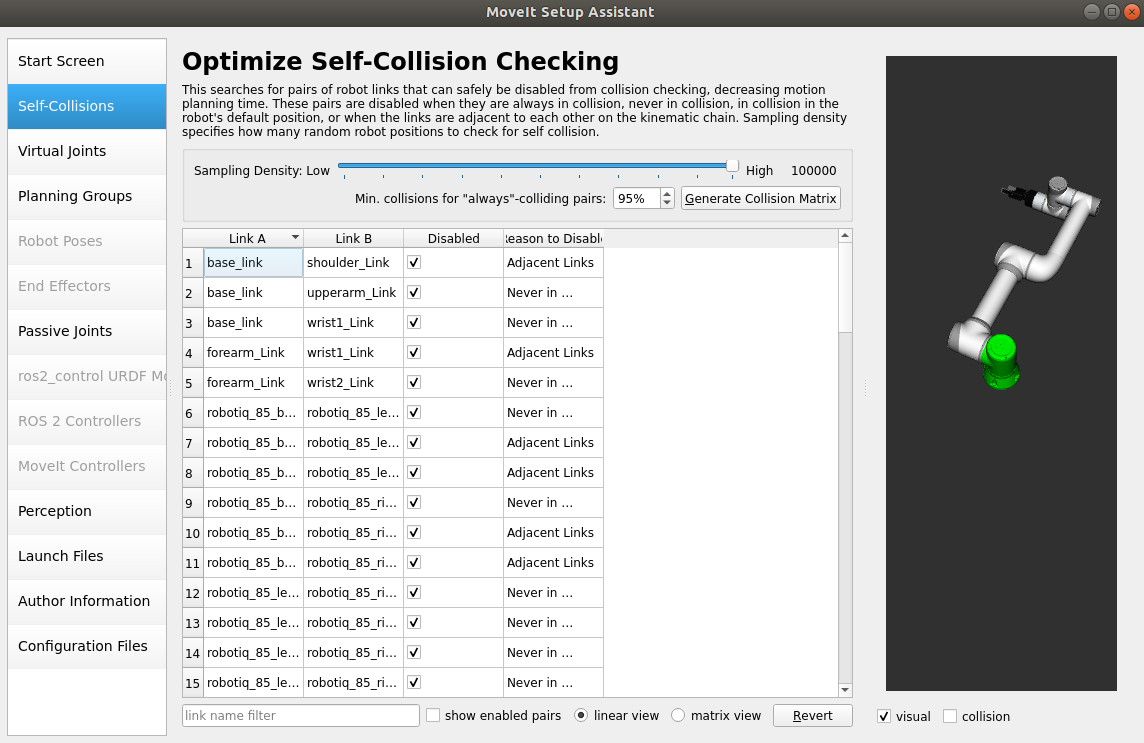 MoveIt Setup Assistant
Start Screen
Self-Collisions
Virtual Joints
Planning Groups
Robot Poses
End Effectors
Passive Joints
ros2_control URDF Mo
ROS 2 Controllers
MoveIt Controllers
Perception
Launch Files
Author Information
Configuration Files
Optimize Self-Collision Checking
This searches for pairs of robot links that can safely be disabled from collision checking, decreasing motion
planning time. These pairs are disabled when they are always in collision, never in collision, in collision in the
robot's default position, or when the links are adjacent to each other on the kinematic chain. Sampling density
specifies how many random robot positions to check for self collision.
Sampling Density: Low High 100000
Min. collisions for "always"-colliding pairs: 95% Generate Collision Matrix
Link A Link B Disabled Reason to Disabl
1 base_link shoulder_Link Adjacent Links
2 base_link upperarm_Link Never in ...
3 base_link wrist1_Link Never in ...
4 forearm_Link wrist1_Link Adjacent Links
5 forearm_Link wrist2_Link Never in ...
6 robotiq_85_b... robotiq_85_le... Never in ...
7 robotiq_85_b... robotiq_85_le... Adjacent Links
8 robotiq_85_b... robotiq_85_le... Adjacent Links
9 robotiq_85_b... robotiq_85_ri... Never in ...
10 robotiq_85_b... robotiq_85_ri... Adjacent Links
11 robotiq_85_b... robotiq_85_ri... Adjacent Links
12 robotiq_85_le... robotiq_85_ri... Never in ...
13 robotiq_85_le... robotiq_85_ri... Never in ...
14 robotiq_85_le... robotiq_85_ri... Never in ...
15 robotiq_85_le... robotiq_85_ri... Never in ...
link name filter show enabled pairs linear view matrix view Revert
visual collision